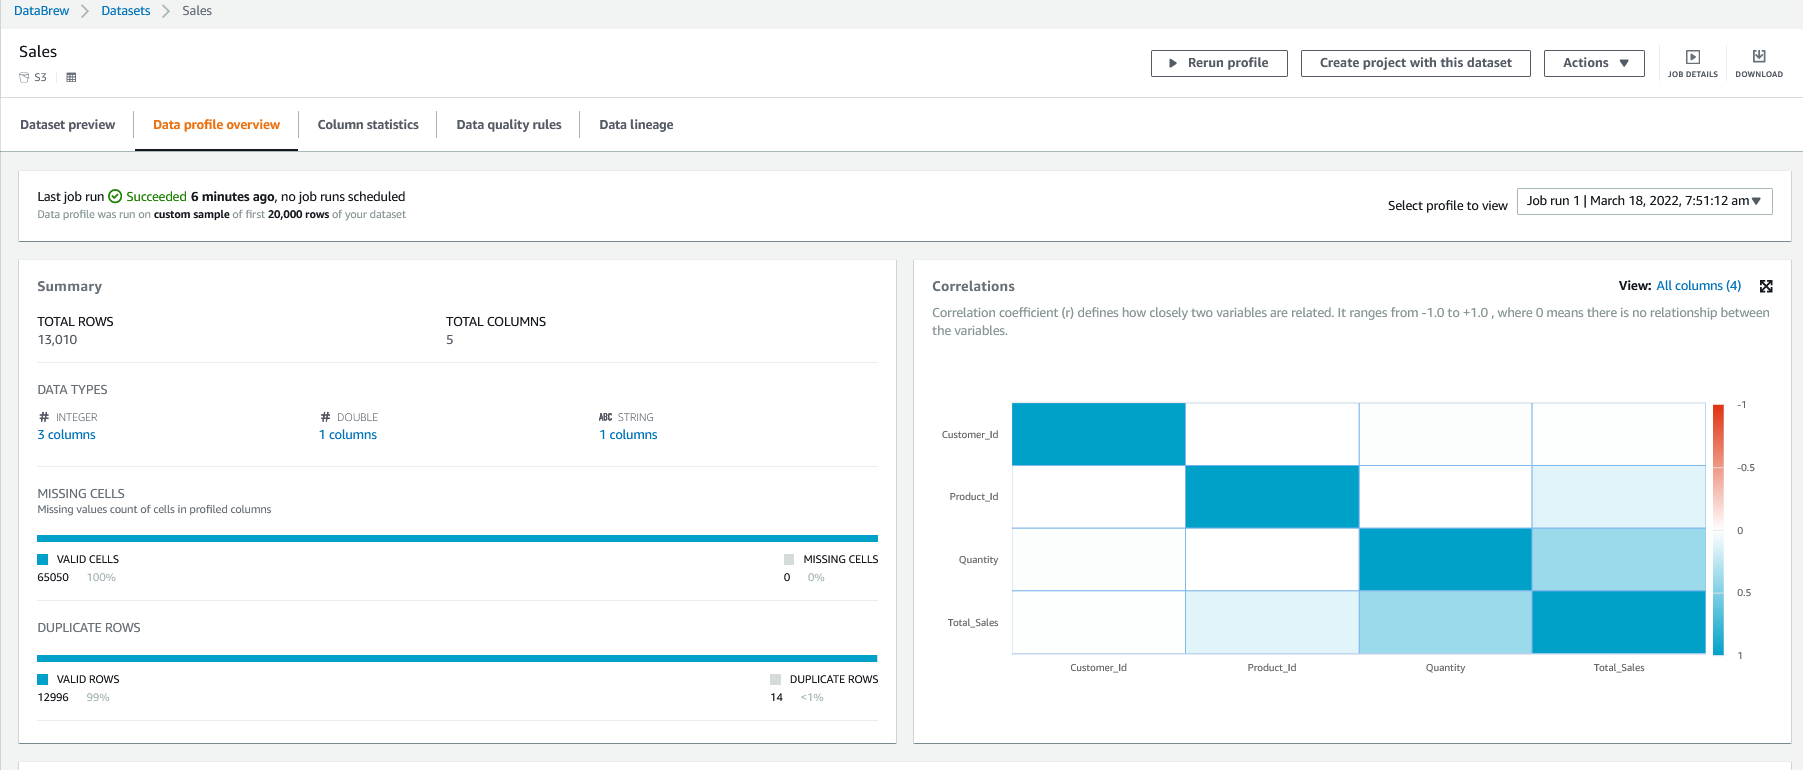 DataBrew Datasets Sales
Sales
S3
Rerun profile
Create project with this dataset
Actions
JOB DETAILS
DOWNLOAD
Dataset preview
Data profile overview
Column statistics
Data quality rules
Data lineage
Last job run Succeeded 6 minutes ago, no job runs scheduled
Data profile was run on custom sample of first 20,000 rows of your dataset
Select profile to view
Job run 1 | March 18, 2022, 7:51:12 am
Summary
TOTAL ROWS
13,010
TOTAL COLUMNS
5
DATA TYPES
# INTEGER
3 columns
# DOUBLE
1 columns
ABC STRING
1 columns
MISSING CELLS
Missing values count of cells in profiled columns
VALID CELLS
65050 100%
MISSING CELLS
0 0%
DUPLICATE ROWS
VALID ROWS
12996 99%
DUPLICATE ROWS
14 <1%
Correlations
View: All columns (4)
Correlation coefficient (r) defines how closely two variables are related. It ranges from -1.0 to +1.0 , where 0 means there is no relationship between
the variables.
Customer_Id
Product_Id
Quantity
Total_Sales
Customer_Id
Product_Id
Quantity
Total_Sales
-1
-0.5
0
0.5
1